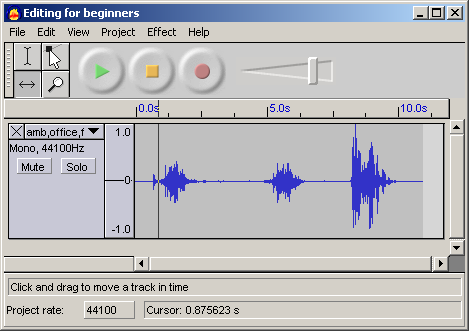 Editing for beginners
File Edit View Project Effect Help
0.0s 5.0s 10.0s
amb,office,f
Mono, 44100Hz
Mute Solo
1.0
0
-1.0
Click and drag to move a track in time
Project rate: 44100 Cursor: 0.875623 s